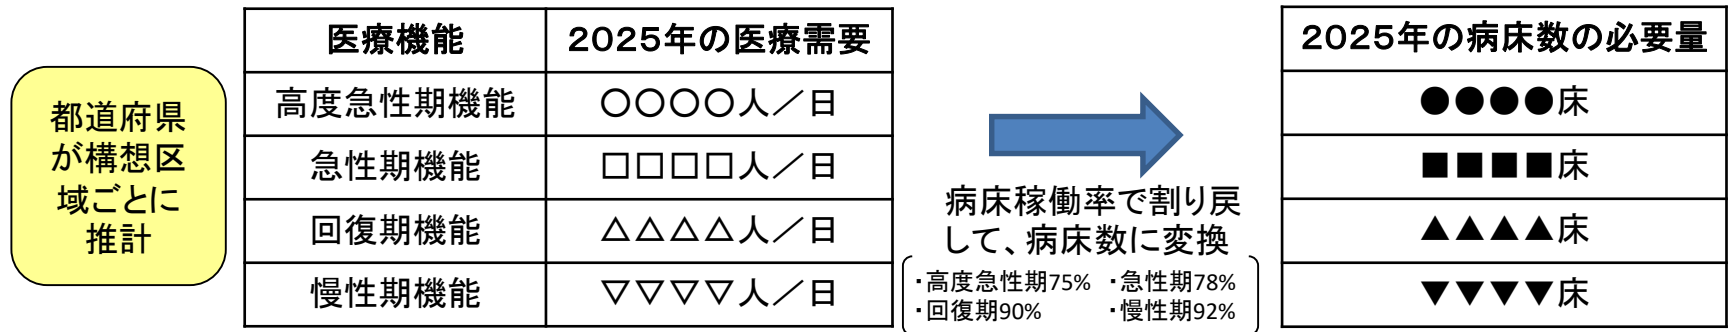 都道府県
が構想区
域ごとに
推計
医療機能 2025年の医療需要
高度急性期機能 ○○○○人／日
急性期機能 □□□□人／日
回復期機能 △△△△人／日
慢性期機能 ▽▽▽▽人／日
病床稼働率で割り戻
して、病床数に変換
・高度急性期75% ・急性期78%
・回復期90% ・慢性期92%
2025年の病床数の必要量
●●●●床
■■■■床
▲▲▲▲床
▼▼▼▼床